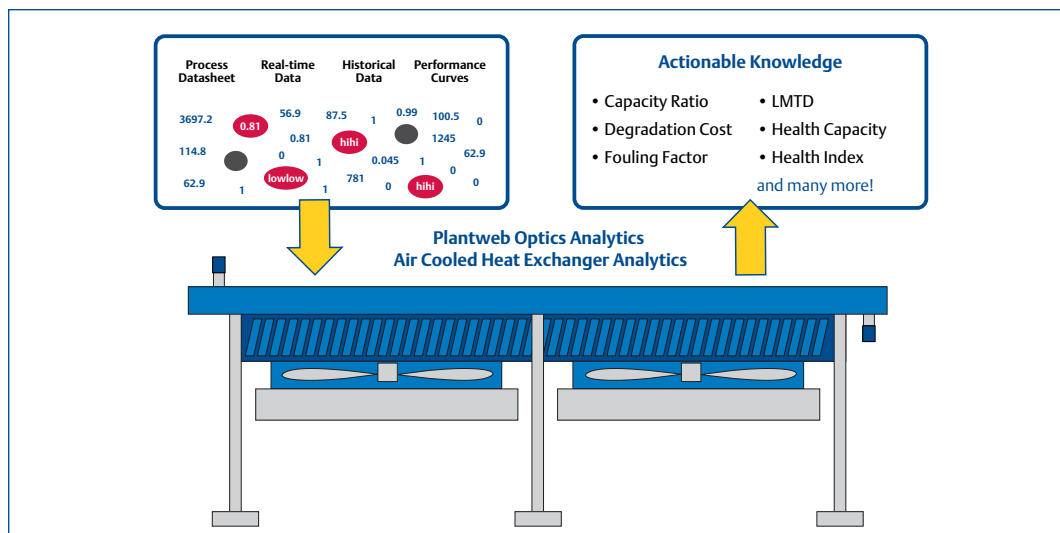 Process Datasheet
Real-time Data
Historical Data
Performance Curves
3697.2
0.81
56.9
87.5
1
0.99
100.5
0
0.81
hihi
1245
114.8
0
1
0.045
1
62.9
0
62.9
1
lowlow
1
781
0
hihi
0
Actionable Knowledge
• Capacity Ratio
• Degradation Cost
• Fouling Factor
• LMTD
• Health Capacity
• Health Index
and many more!
Plantweb Optics Analytics
Air Cooled Heat Exchanger Analytics